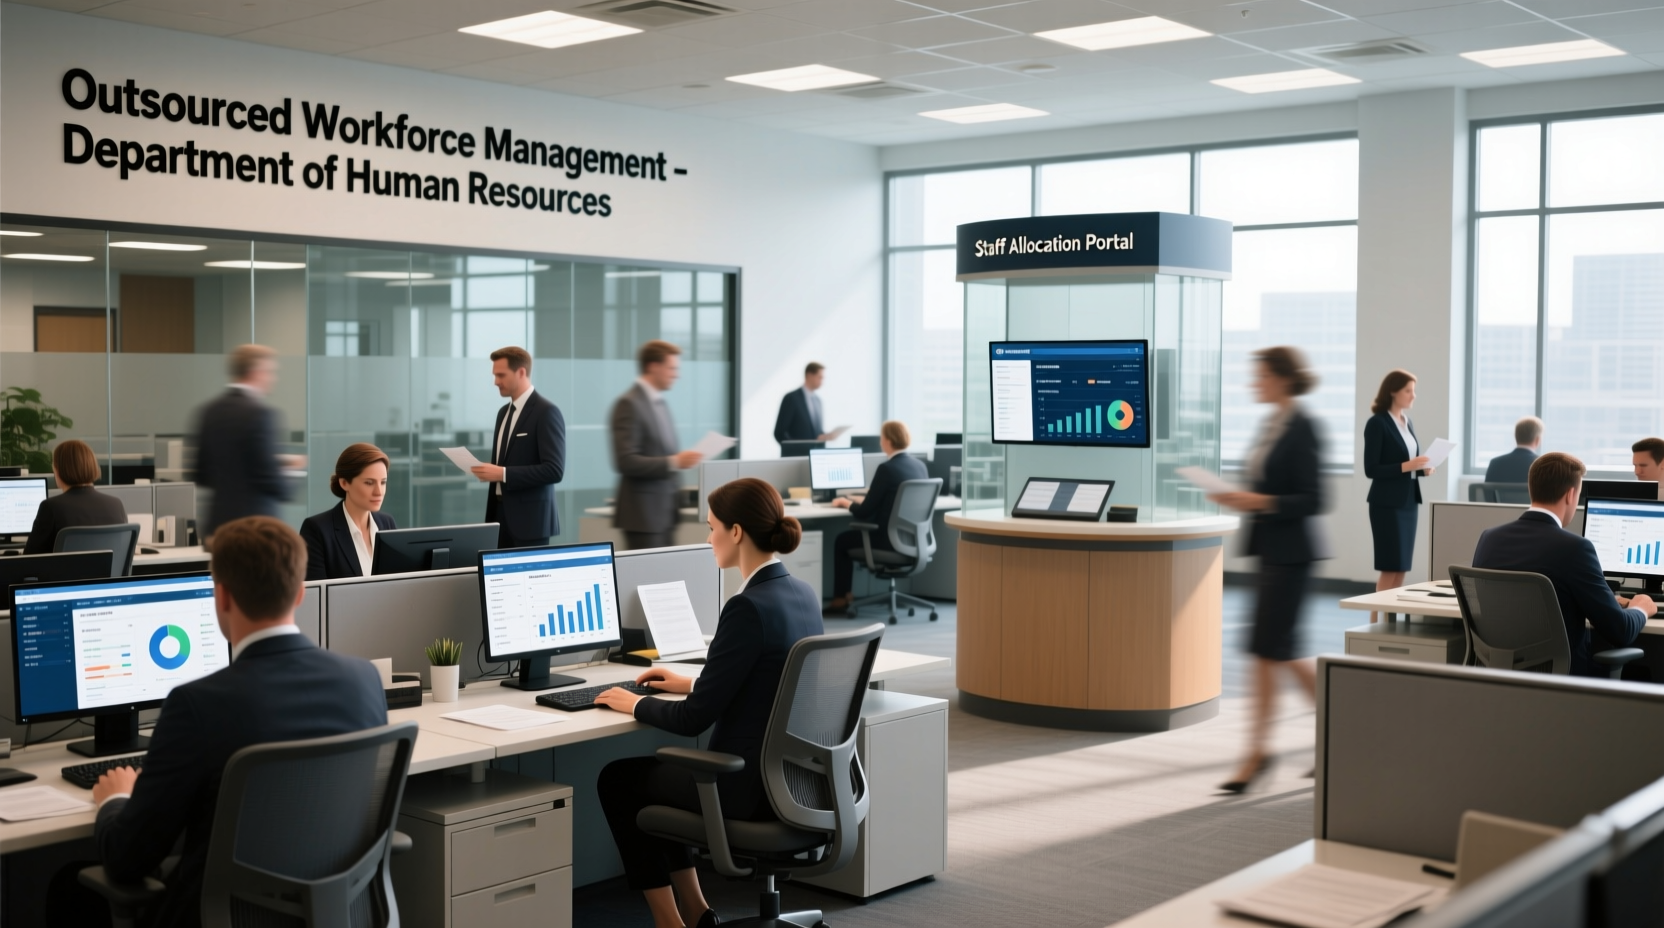 Outsourced Workforce Management –
Department of Human Resources
Staff Allocation Portal